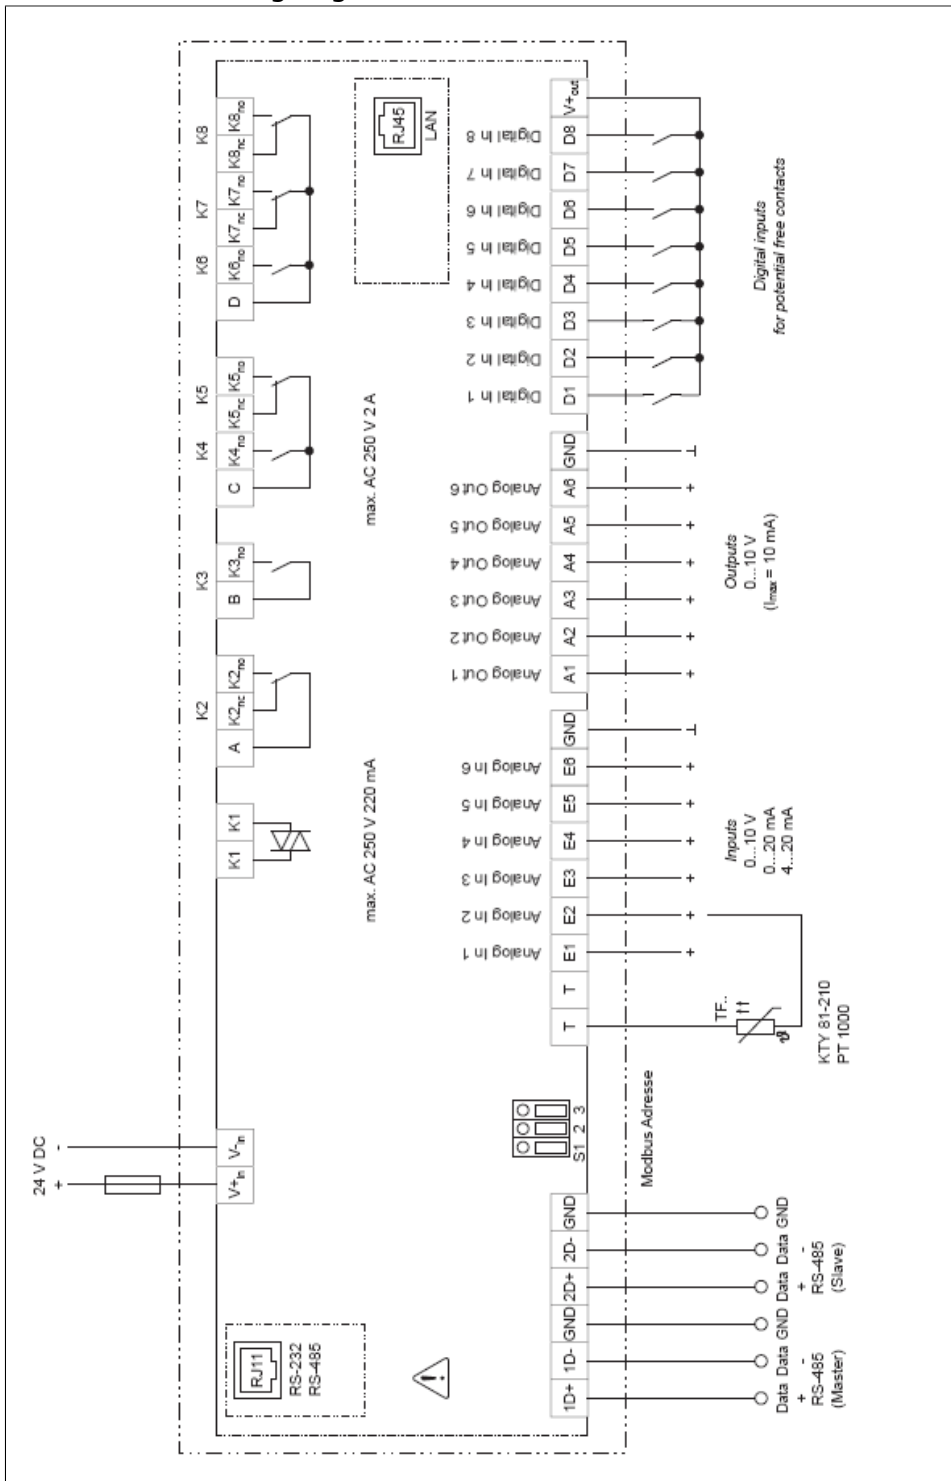 24 V DC
+ -
V+in V-in
K1 K1
K2
A K2nc K2no
K3
B K3no
K4 K5
C K4no K5nc K5no
K6 K7 K8
D K6no K7nc K7no K8nc K8no
max. AC 250 V 220 mA
max. AC 250 V 2 A
RJ11
RS-232
RS-485
RJ45
LAN
S1 2 3
Modbus Adresse
Analog In 1
Analog In 2
Analog In 3
Analog In 4
Analog In 5
Analog In 6
Analog Out 1
Analog Out 2
Analog Out 3
Analog Out 4
Analog Out 5
Analog Out 6
Digital In 1
Digital In 2
Digital In 3
Digital In 4
Digital In 5
Digital In 6
Digital In 7
Digital In 8
1D+ 1D- GND 2D+ 2D- GND
T T E1 E2 E3 E4 E5 E6 GND
A1 A2 A3 A4 A5 A6 GND
D1 D2 D3 D4 D5 D6 D7 D8 V+out
+ + + + + + ⊥
+ + + + + + ⊥
Data Data GND Data Data GND
+ - + -
RS-485
(Master)
RS-485
(Slave)
TF..
ϑ
KTY 81-210
PT 1000
Inputs
0...10 V
0...20 mA
4...20 mA
Outputs
0...10 V
(Imax = 10 mA)
Digital inputs
for potential free contacts